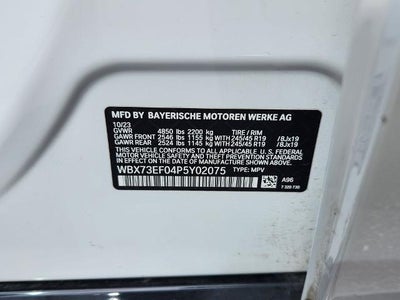 MFD BY BAYERISCHE MOTOREN WERKE AG
10/23
GVWR 4850 lbs 2200 kg TIRE / RIM
GAWR FRONT 2546 lbs 1155 kg WITH 245/45 R19 / 8Jx19
GAWR REAR 2524 lbs 1145 kg WITH 245/45 R19 / 8Jx19
THIS VEHICLE CONFORMS TO ALL APPLICABLE FEDERAL
MOTOR VEHICLE SAFETY AND THEFT PREVENTION STANDARDS
IN EFFECT ON THE DATE OF MANUFACTURE SHOWN ABOVE.
WBX73EF04P5Y02075 TYPE: MPV
A96